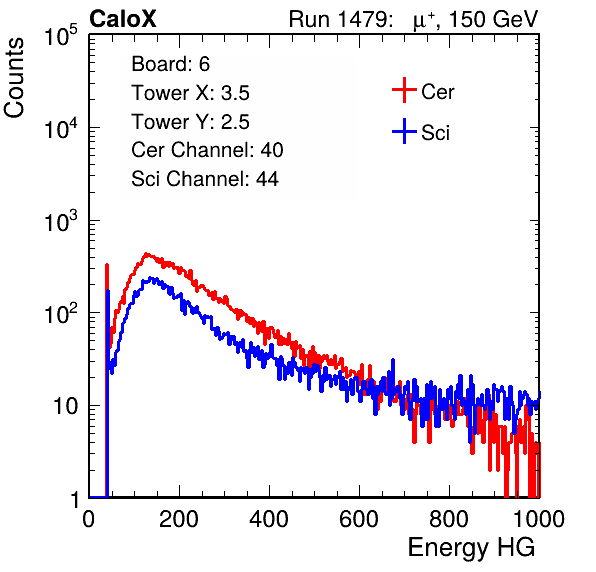 CaloX Run 1479: μ⁺, 150 GeV
Counts
Board: 6
Tower X: 3.5
Tower Y: 2.5
Cer Channel: 40
Sci Channel: 44
Cer
Sci
10⁵
10⁴
10³
10²
10
1
0 200 400 600 800 1000
Energy HG